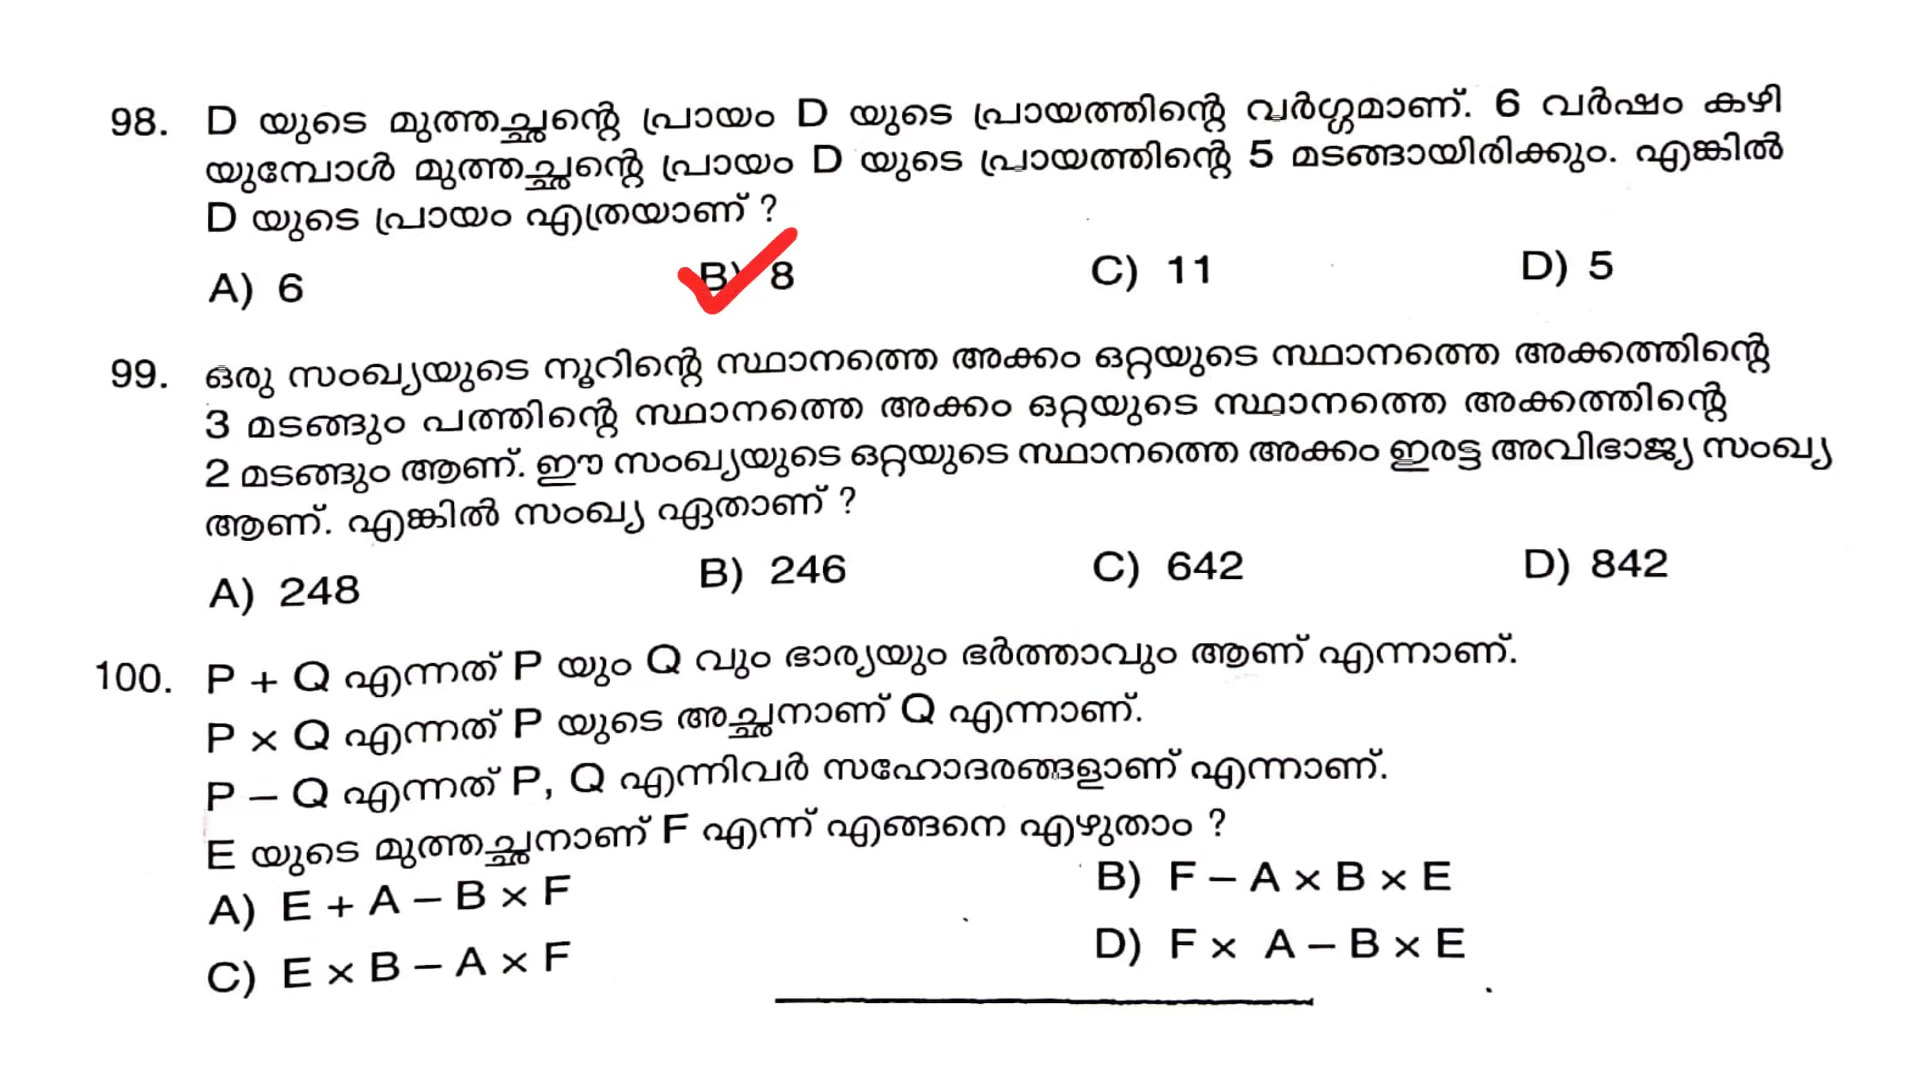 98. D യുടെ മുത്തച്ഛന്റെ പ്രായം D യുടെ പ്രായത്തിന്റെ വർഗ്ഗമാണ്. 6 വർഷം കഴി
യുമ്പോൾ മുത്തച്ഛന്റെ പ്രായം D യുടെ പ്രായത്തിന്റെ 5 മടങ്ങായിരിക്കും. എങ്കിൽ
D യുടെ പ്രായം എത്രയാണ് ?
A) 6 B) 8 C) 11 D) 5
99. ഒരു സംഖ്യയുടെ നൂറിന്റെ സ്ഥാനത്തെ അക്കം ഒറ്റയുടെ സ്ഥാനത്തെ അക്കത്തിന്റെ
3 മടങ്ങും പത്തിന്റെ സ്ഥാനത്തെ അക്കം ഒറ്റയുടെ സ്ഥാനത്തെ അക്കത്തിന്റെ
2 മടങ്ങും ആണ്. ഈ സംഖ്യയുടെ ഒറ്റയുടെ സ്ഥാനത്തെ അക്കം ഇരട്ട അവിഭാജ്യ സംഖ്യ
ആണ്. എങ്കിൽ സംഖ്യ ഏതാണ് ?
A) 248 B) 246 C) 642 D) 842
100. P + Q എന്നത് P യും Q വും ഭാര്യയും ഭർത്താവും ആണ് എന്നാണ്.
P × Q എന്നത് P യുടെ അച്ഛനാണ് Q എന്നാണ്.
P – Q എന്നത് P, Q എന്നിവർ സഹോദരങ്ങളാണ് എന്നാണ്.
E യുടെ മുത്തച്ഛനാണ് F എന്ന് എങ്ങനെ എഴുതാം ?
A) E + A – B × F B) F – A × B × E
C) E × B – A × F D) F × A – B × E